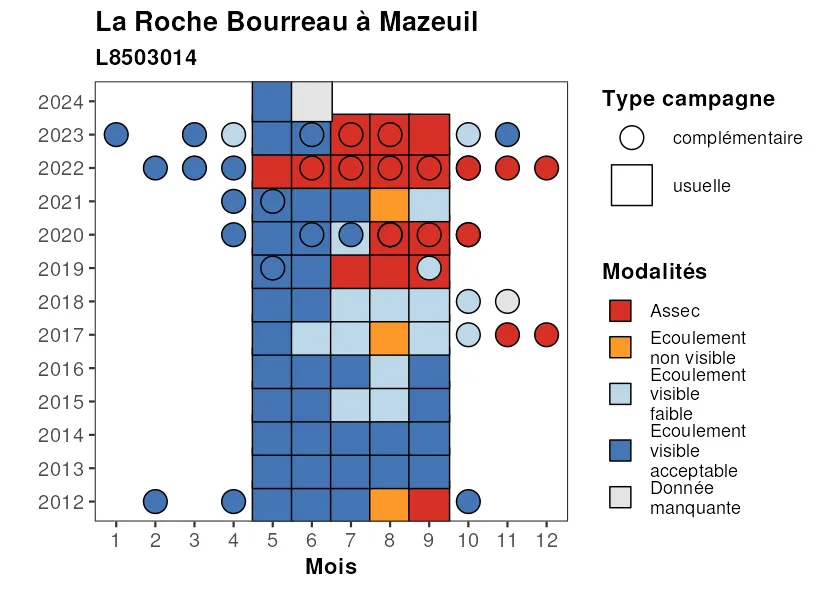 La Roche Bourreau à Mazeuil
L8503014
2024
2023
2022
2021
2020
2019
2018
2017
2016
2015
2014
2013
2012
1 2 3 4 5 6 7 8 9 10 11 12
Mois
Type campagne
complémentaire
usuelle
Modalités
Assec
Ecoulement
non visible
Ecoulement
visible
faible
Ecoulement
visible
acceptable
Donnée
manquante